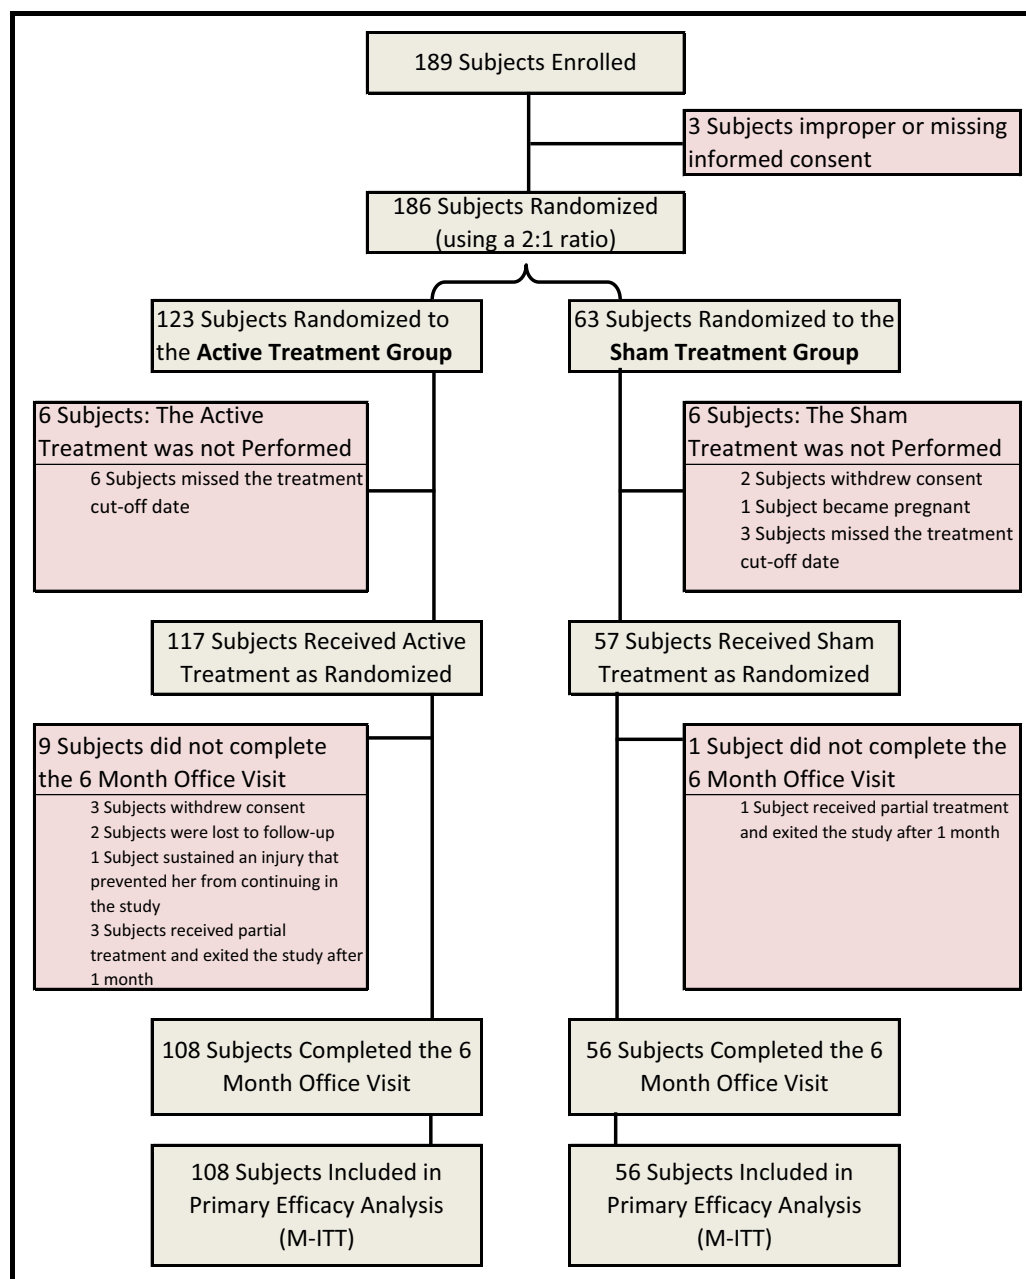 189 Subjects Enrolled
3 Subjects improper or missing
informed consent
186 Subjects Randomized
(using a 2:1 ratio)
123 Subjects Randomized to
the Active Treatment Group
63 Subjects Randomized to the
Sham Treatment Group
6 Subjects: The Active
Treatment was not Performed
6 Subjects missed the treatment
cut-off date
6 Subjects: The Sham
Treatment was not Performed
2 Subjects withdrew consent
1 Subject became pregnant
3 Subjects missed the treatment
cut-off date
117 Subjects Received Active
Treatment as Randomized
57 Subjects Received Sham
Treatment as Randomized
9 Subjects did not complete
the 6 Month Office Visit
3 Subjects withdrew consent
2 Subjects were lost to follow-up
1 Subject sustained an injury that
prevented her from continuing in
the study
3 Subjects received partial
treatment and exited the study after
1 month
1 Subject did not complete the
6 Month Office Visit
1 Subject received partial treatment
and exited the study after 1 month
108 Subjects Completed the 6
Month Office Visit
56 Subjects Completed the 6
Month Office Visit
108 Subjects Included in
Primary Efficacy Analysis
(M-ITT)
56 Subjects Included in
Primary Efficacy Analysis
(M-ITT)